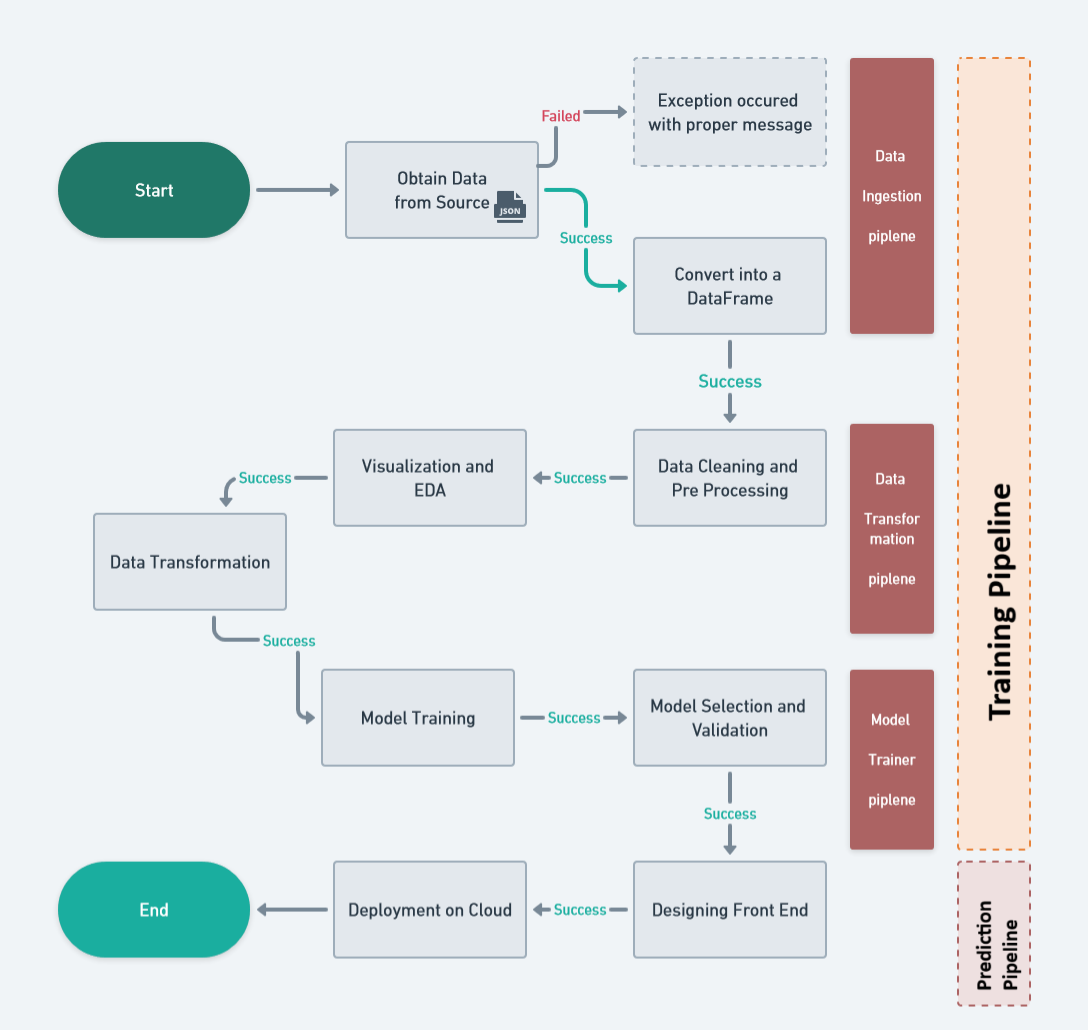 Exception occured
with proper message
Failed
Start
Obtain Data
from Source
JSON
Success
Convert into a
DataFrame
Data
Ingestion
piplene
Success
Visualization and
EDA
Success
Data Cleaning and
Pre Processing
Success
Data Transformation
Data
Transfor
mation
piplene
Success
Model Training
Success
Model Selection and
Validation
Model
Trainer
piplene
Success
End
Deployment on Cloud
Success
Designing Front End
Training Pipeline
Prediction
Pipeline